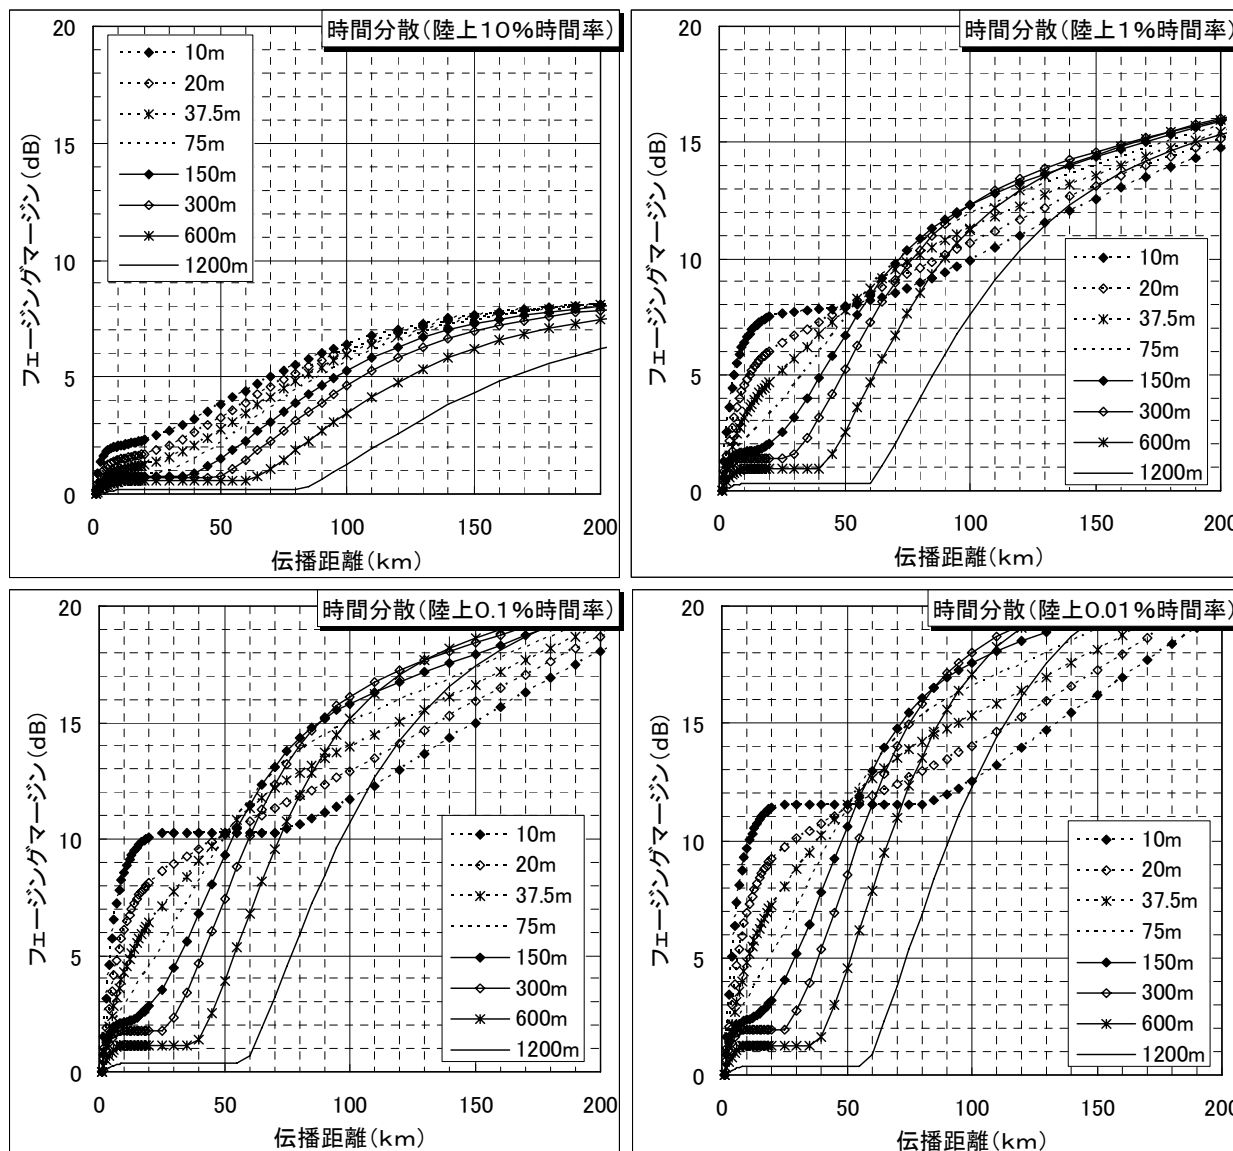 時間分散(陸上10%時間率)
20
15
10
5
0
フェージングマージン(dB)
10m
20m
37.5m
75m
150m
300m
600m
1200m
0 50 100 150 200
伝播距離(km)
時間分散(陸上1%時間率)
20
15
10
5
0
フェージングマージン(dB)
10m
20m
37.5m
75m
150m
300m
600m
1200m
0 50 100 150 200
伝播距離(km)
時間分散(陸上0.1%時間率)
20
15
10
5
0
フェージングマージン(dB)
10m
20m
37.5m
75m
150m
300m
600m
1200m
0 50 100 150 200
伝播距離(km)
時間分散(陸上0.01%時間率)
20
15
10
5
0
フェージングマージン(dB)
10m
20m
37.5m
75m
150m
300m
600m
1200m
0 50 100 150 200
伝播距離(km)